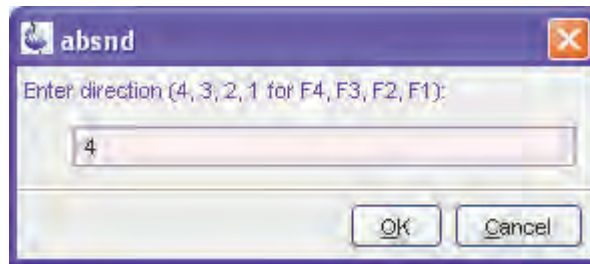 absnd
Enter direction (4, 3, 2, 1 for F4, F3, F2, F1):
4
OK Cancel